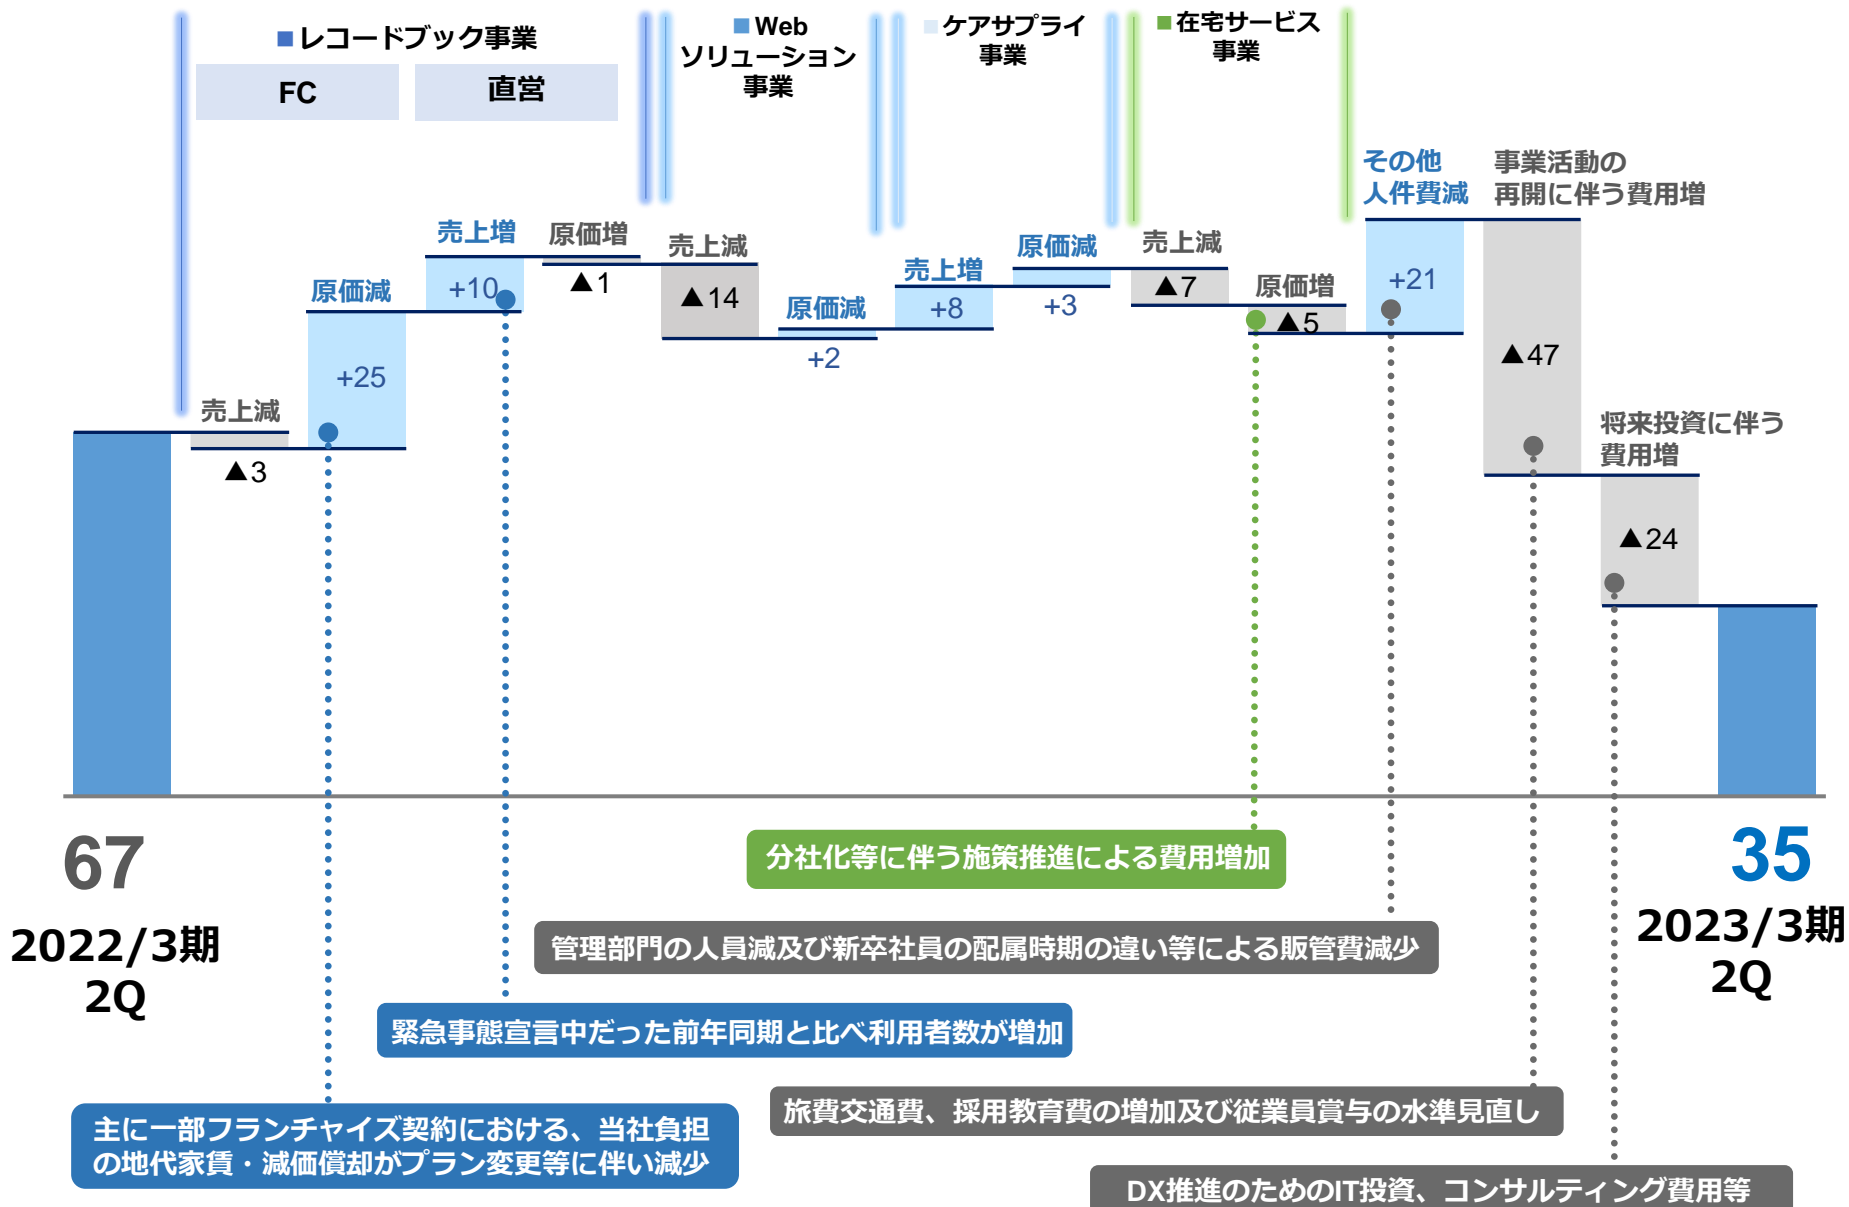 ■レコードブック事業
FC
直営
■Web
ソリューション
事業
■ケアサプライ
事業
■在宅サービス
事業
売上減
▲3
原価減
+25
売上増
+10
原価増
▲1
売上減
▲14
原価減
+2
売上増
+8
原価減
+3
売上減
▲7
原価増
▲5
その他
人件費減
+21
事業活動の
再開に伴う費用増
▲47
将来投資に伴う
費用増
▲24
67
2022/3期
2Q
35
2023/3期
2Q
分社化等に伴う施策推進による費用増加
管理部門の人員減及び新卒社員の配属時期の違い等による販管費減少
緊急事態宣言中だった前年同期と比べ利用者数が増加
旅費交通費、採用教育費の増加及び従業員賞与の水準見直し
主に一部フランチャイズ契約における、当社負担
の地代家賃・減価償却がプラン変更等に伴い減少
DX推進のためのIT投資、コンサルティング費用等